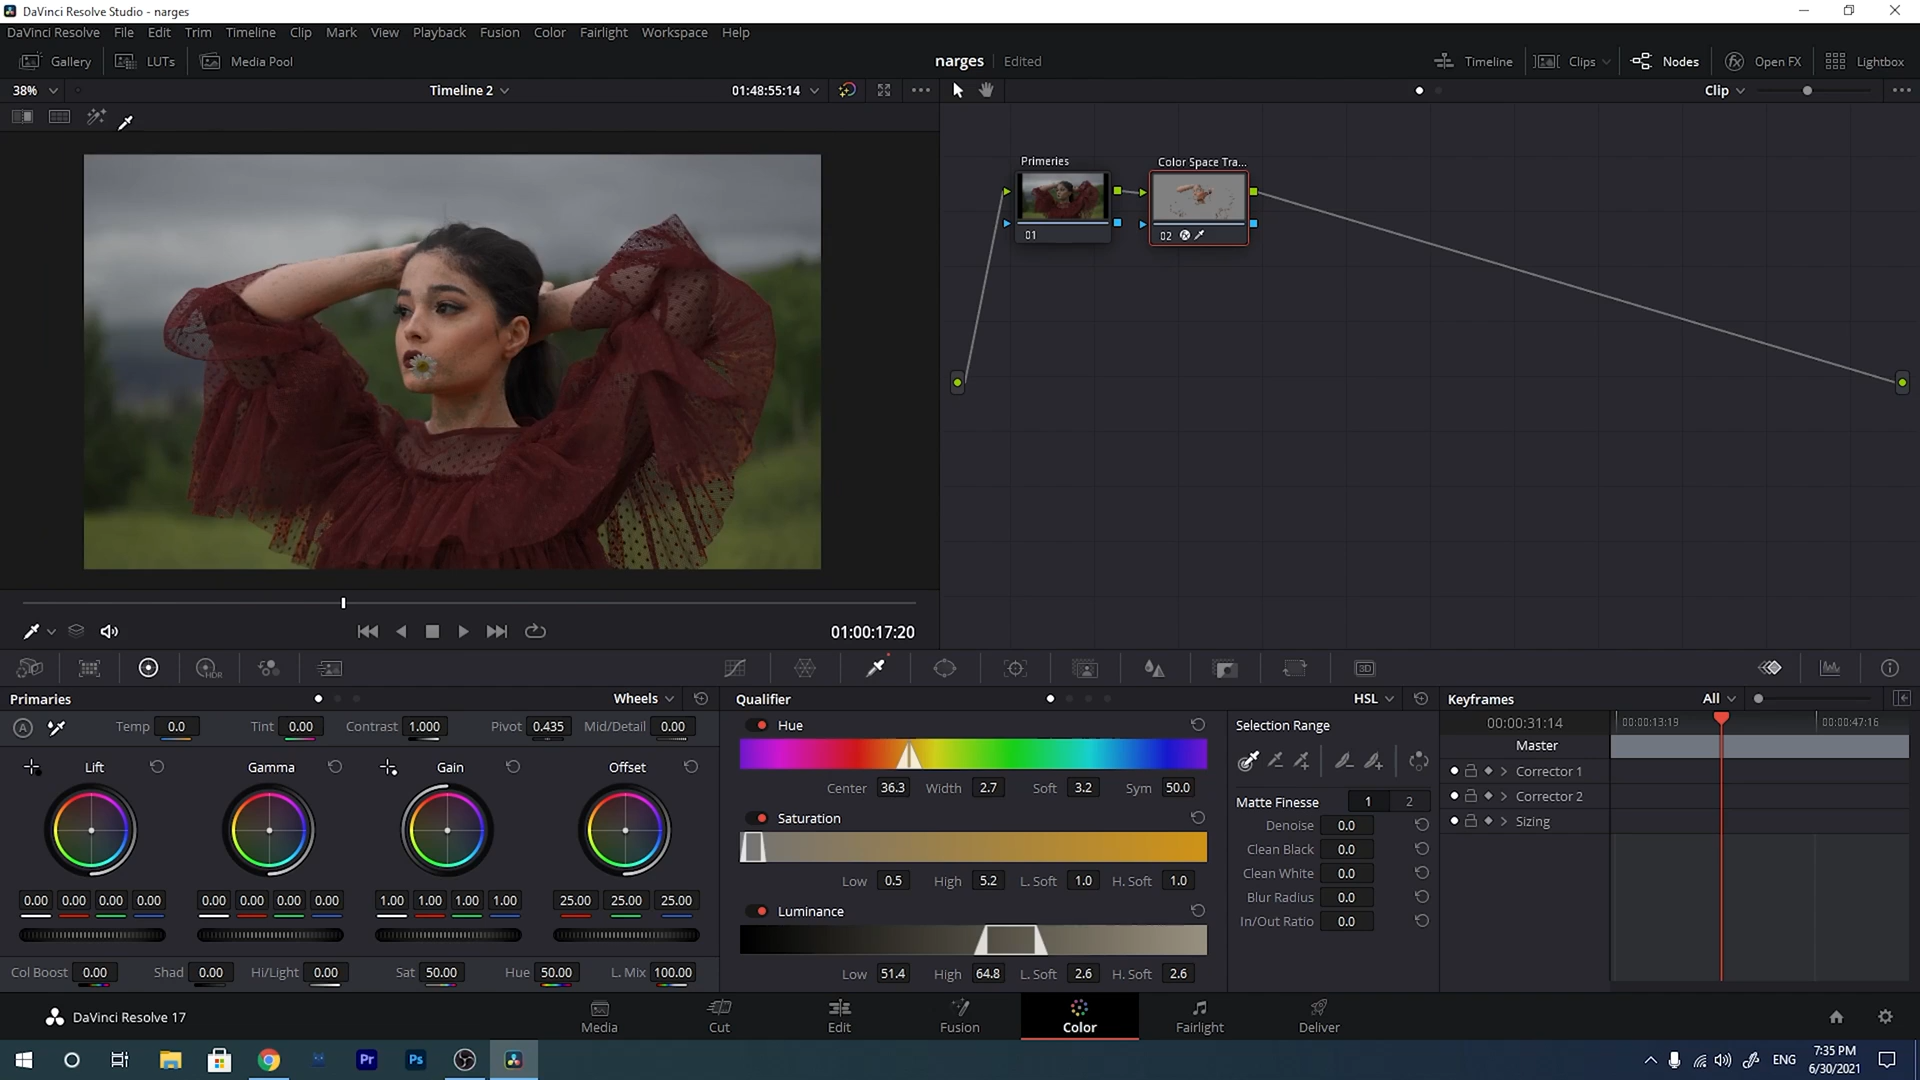 DaVinci Resolve Studio - narges
DaVinci Resolve File Edit Trim Timeline Clip Mark View Playback Fusion Color Fairlight Workspace Help
Gallery LUTs Media Pool narges Edited Timeline Clips Nodes Open FX Lightbox
38% Timeline 2 01:48:55:14 Clip
Primeries Color Space Tra...
01 02
01:00:17:20
Primaries Wheels
Temp 0.0 Tint 0.00 Contrast 1.000 Pivot 0.435 Mid/Detail 0.00
Lift Gamma Gain Offset
0.00 0.00 0.00 0.00 0.00 0.00 0.00 0.00 1.00 1.00 1.00 1.00 25.00 25.00 25.00
Col Boost 0.00 Shad 0.00 Hi/Light 0.00 Sat 50.00 Hue 50.00 L. Mix 100.00
Qualifier HSL
Hue
Center 36.3 Width 2.7 Soft 3.2 Sym 50.0
Saturation
Low 0.5 High 5.2 L. Soft 1.0 H. Soft 1.0
Luminance
Low 51.4 High 64.8 L. Soft 2.6 H. Soft 2.6
Selection Range
Matte Finesse 1 2
Denoise 0.0
Clean Black 0.0
Clean White 0.0
Blur Radius 0.0
In/Out Ratio 0.0
Keyframes All
00:00:31:14 00:00:13:19 00:00:47:16
Master
Corrector 1
Corrector 2
Sizing
DaVinci Resolve 17 Media Cut Edit Fusion Color Fairlight Deliver
Pr Ps ENG 7:35 PM
6/30/2021
HDR
3D
A